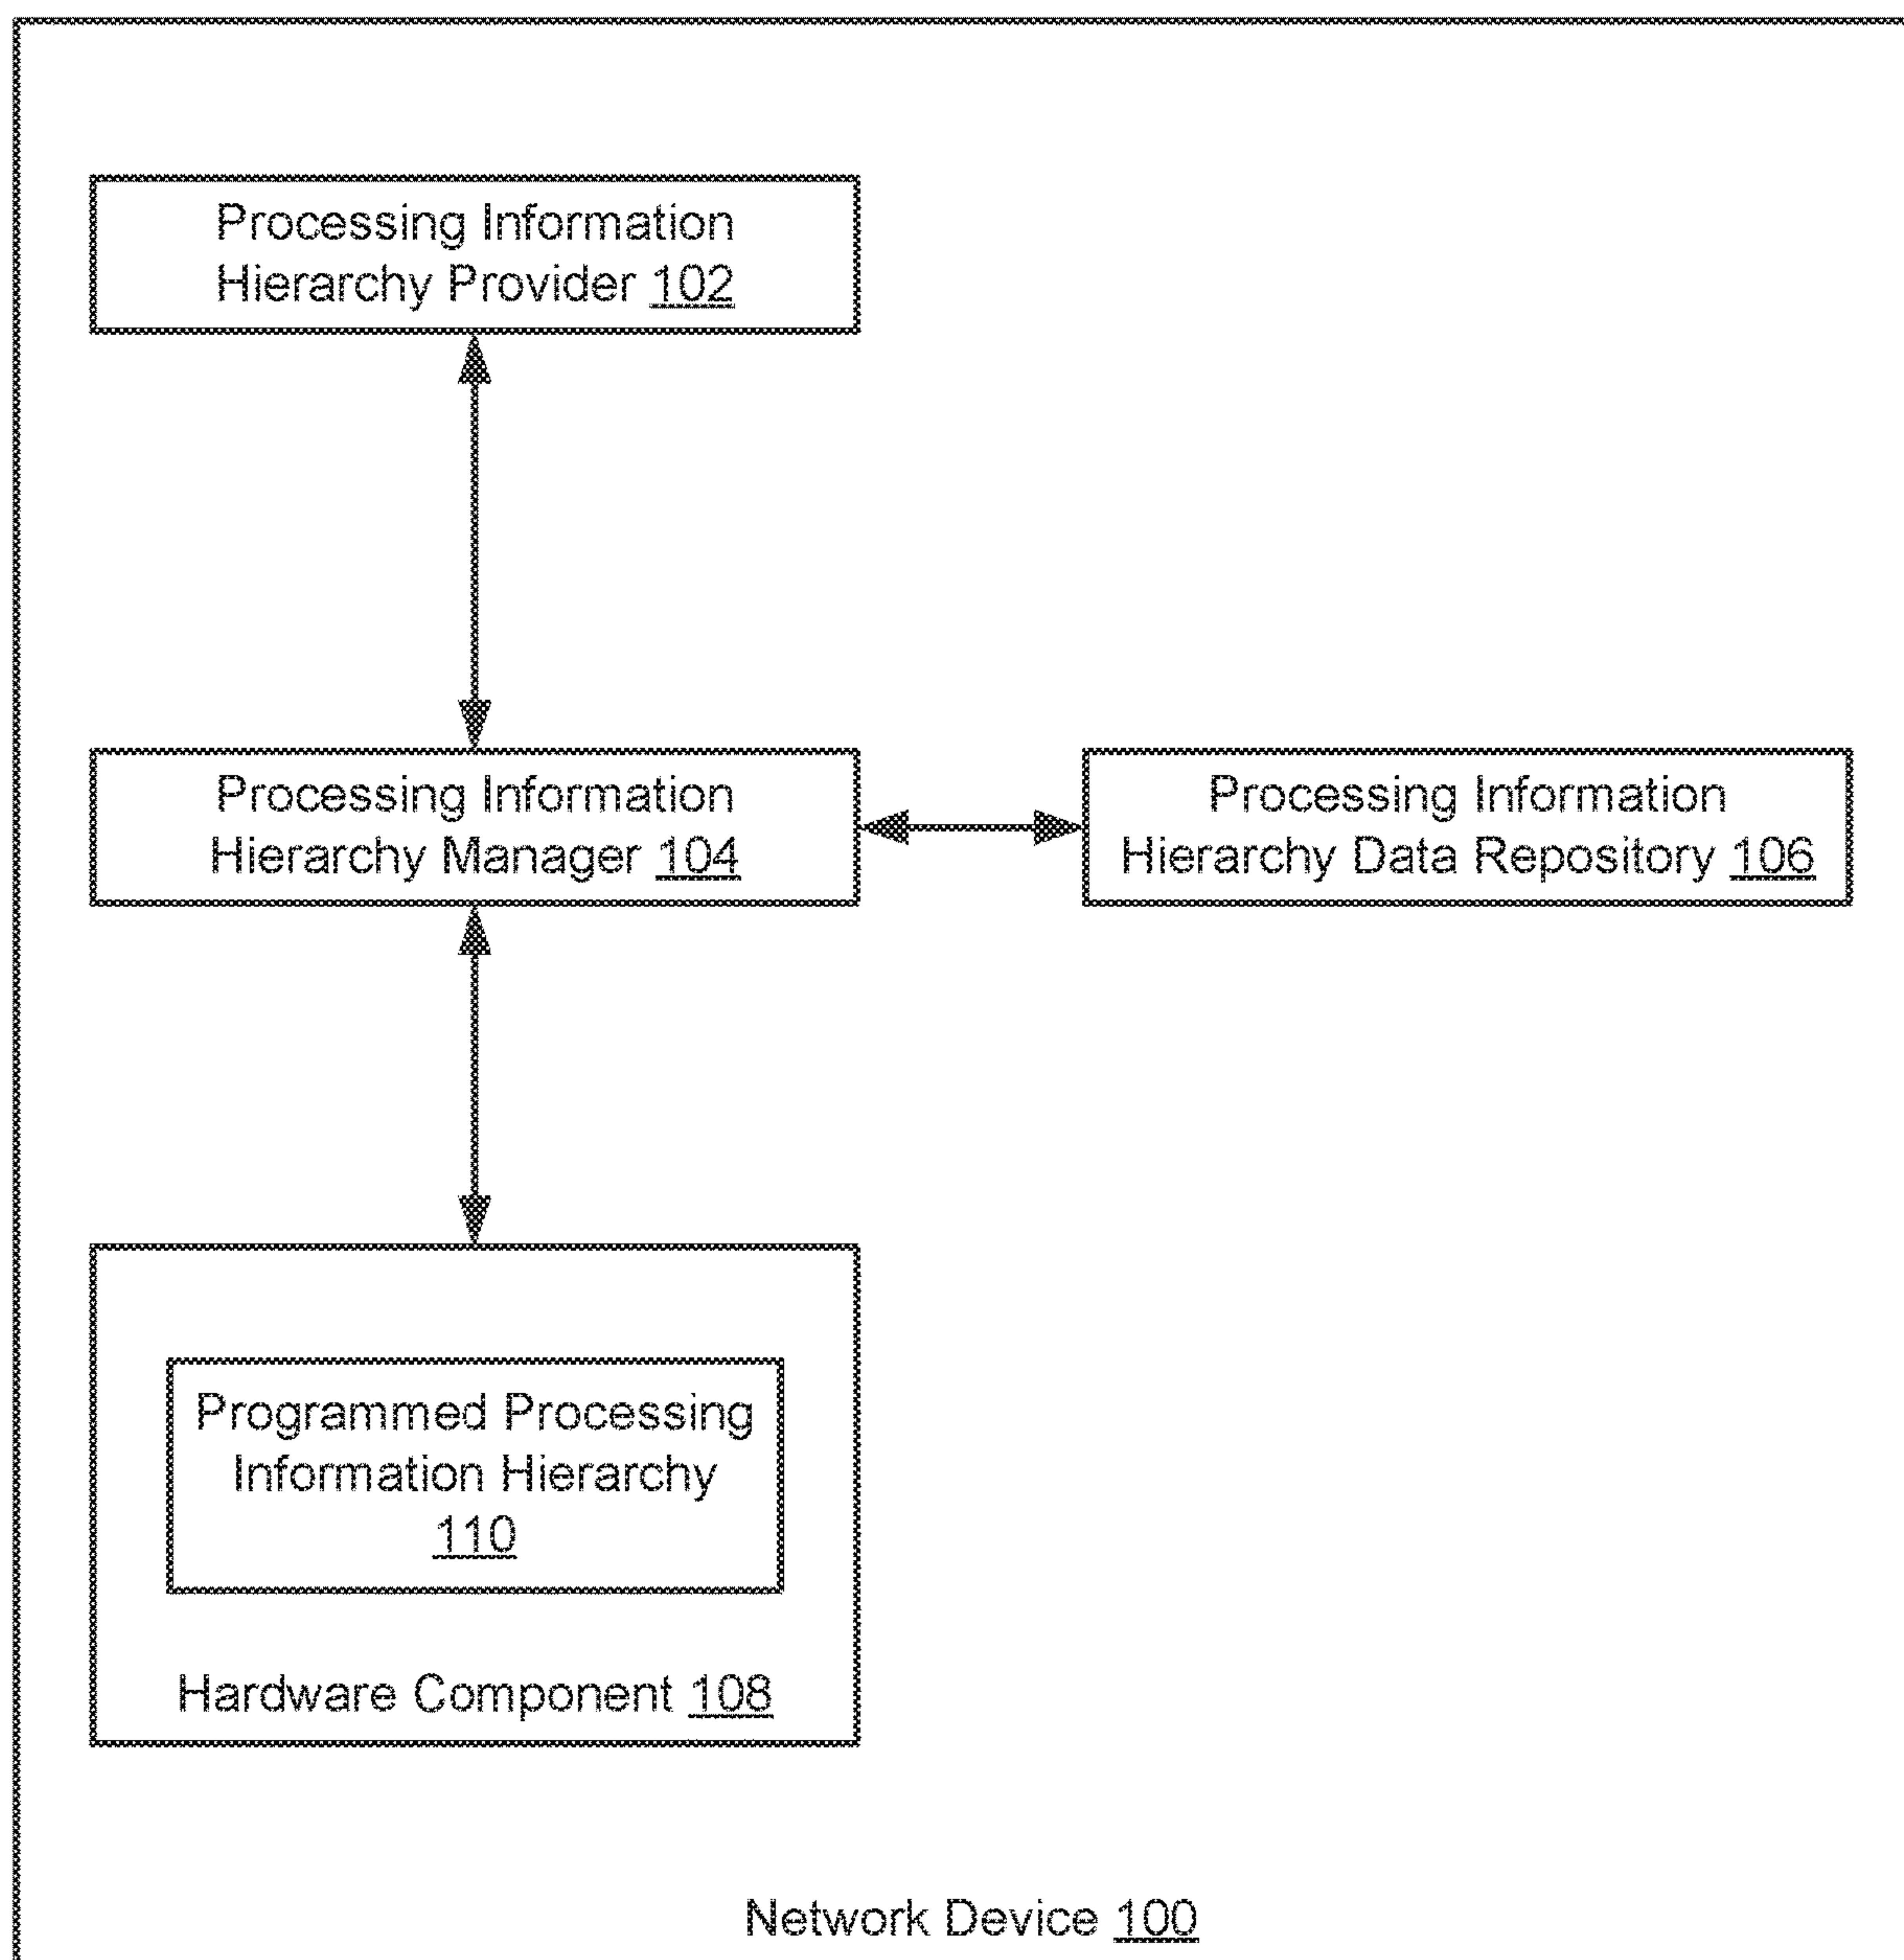 Processing Information
Hierarchy Provider 102
Processing Information
Hierarchy Manager 104
Processing Information
Hierarchy Data Repository 106
Programmed Processing
Information Hierarchy
110
Hardware Component 108
Network Device 100